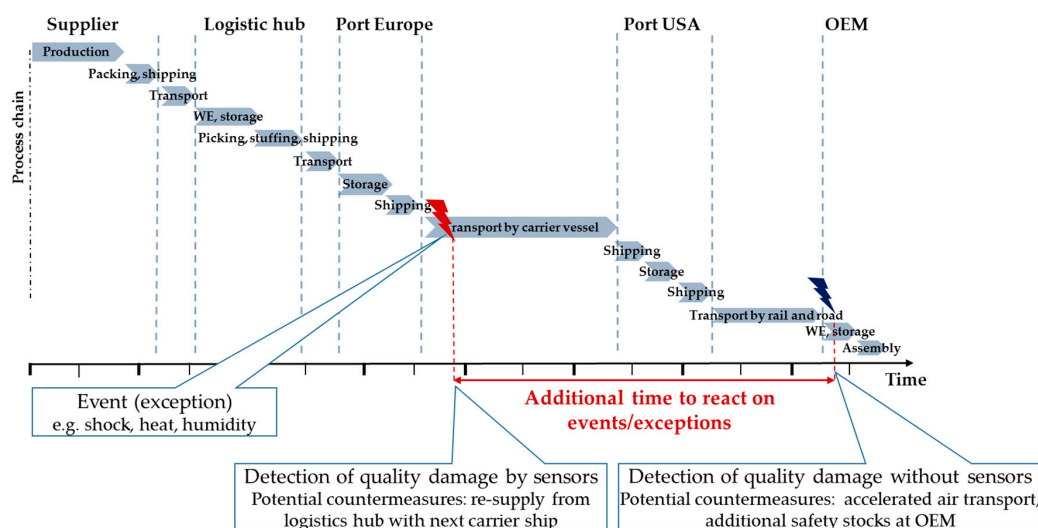 Supplier
Logistic hub
Port Europe
Port USA
OEM
Process chain
Production
Packing, shipping
Transport
WE, storage
Picking, stuffing, shipping
Transport
Storage
Shipping
ransport by carrier vessel
Shipping
Storage
Shipping
Transport by rail and road
WE, storage
Assembly
Time
Event (exception)
e.g. shock, heat, humidity
Additional time to react on
events/exceptions
Detection of quality damage by sensors
Potential countermeasures: re-supply from
logistics hub with next carrier ship
Detection of quality damage without sensors
Potential countermeasures: accelerated air transport,
additional safety stocks at OEM